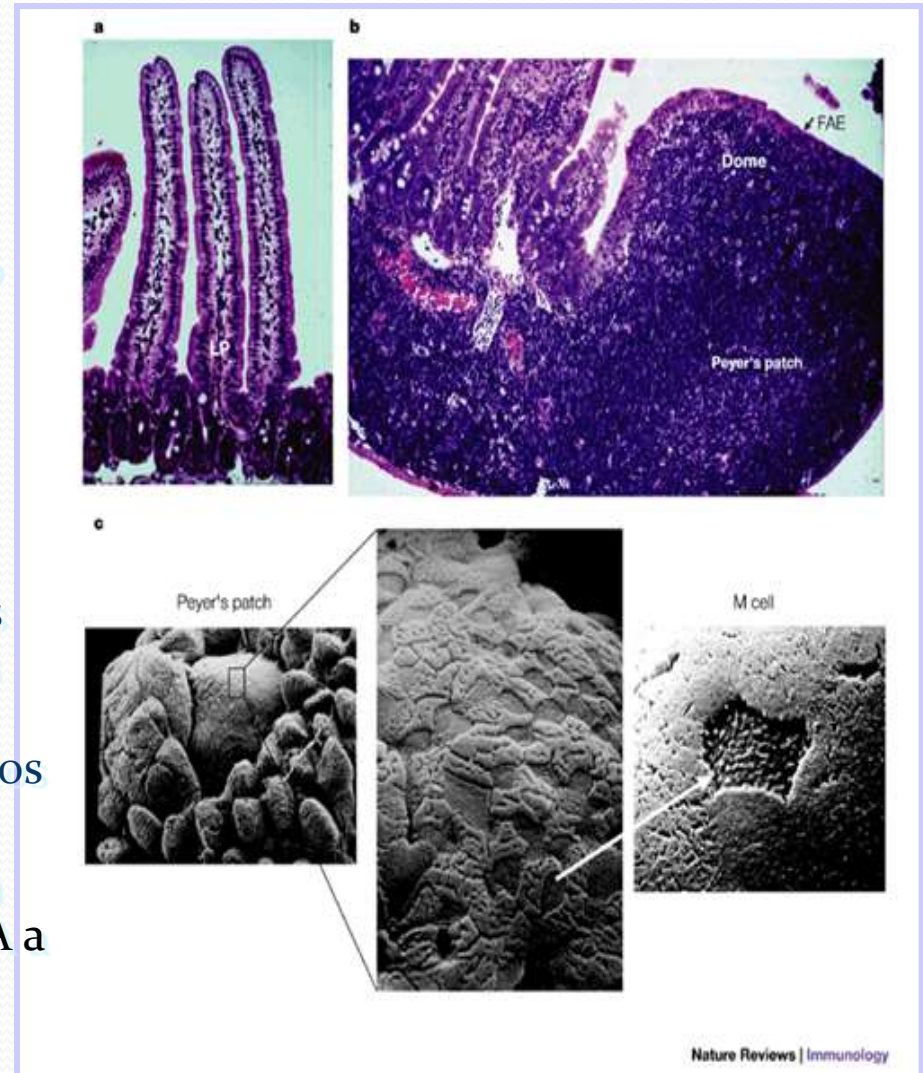 a
b
FAE
Dome
LP
Peyer's patch
c
Peyer's patch
M cell
os
A a
Nature Reviews | Immunology